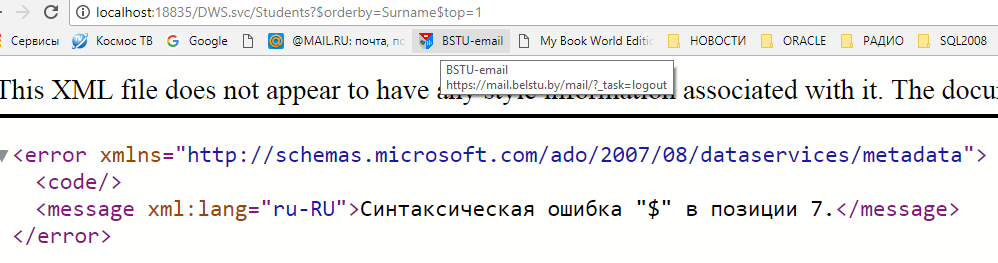 localhost:18835/DWS.svc/Students?$orderby=Surname$top=1
Сервисы Космос ТВ Google @MAIL.RU: почта, BSTU-email My Book World Editi НОВОСТИ ORACLE РАДИО SQL2008
BSTU-email
https://mail.belstu.by/mail/?_task=logout
This XML file does not appear to have any style information associated with it. The docu
▼<error xmlns="http://schemas.microsoft.com/ado/2007/08/dataservices/metadata">
<code/>
<message xml:lang="ru-RU">Синтаксическая ошибка "$" в позиции 7.</message>
</error>